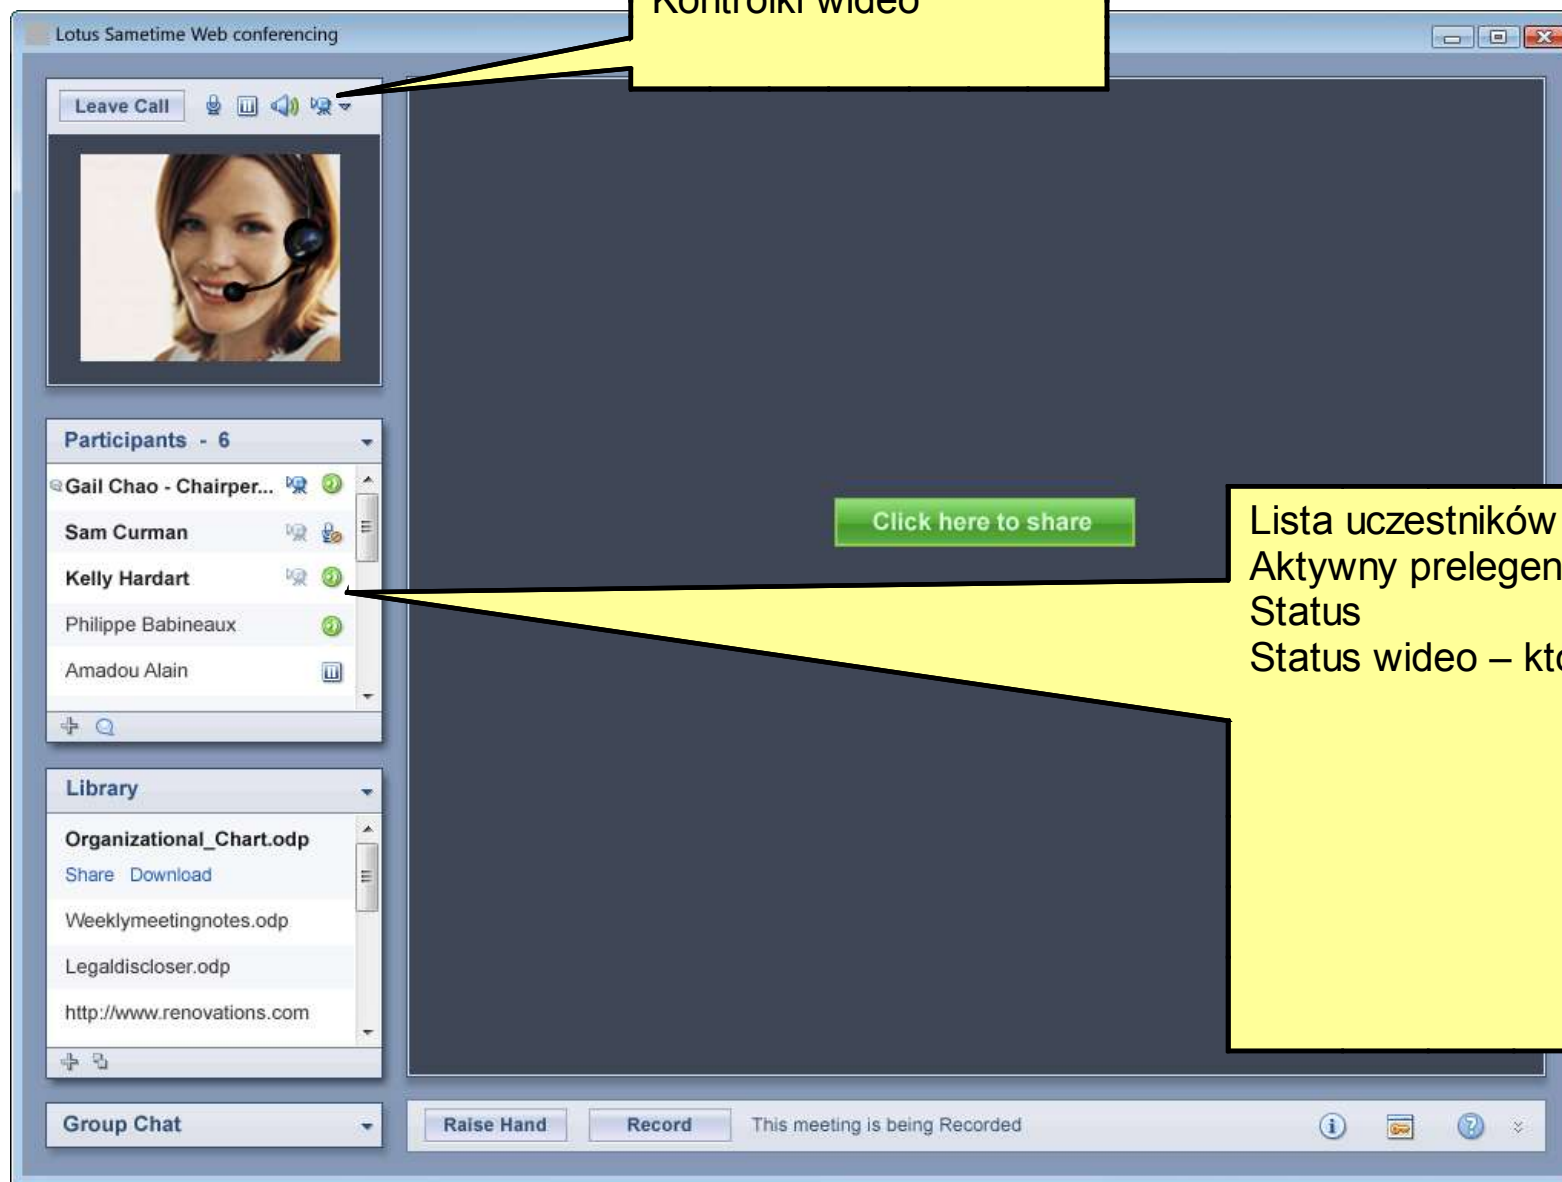 Kontrolki wideo
Lotus Sametime Web conferencing
Leave Call
Participants - 6
Gail Chao - Chairper...
Sam Curman
Kelly Hardart
Philippe Babineaux
Amadou Alain
Library
Organizational_Chart.odp
Share Download
Weeklymeetingnotes.odp
Legaldiscloser.odp
http://www.renovations.com
Group Chat
Click here to share
Lista uczestników
Aktywny prelegen
Status
Status wideo – kto
Raise Hand Record This meeting is being Recorded